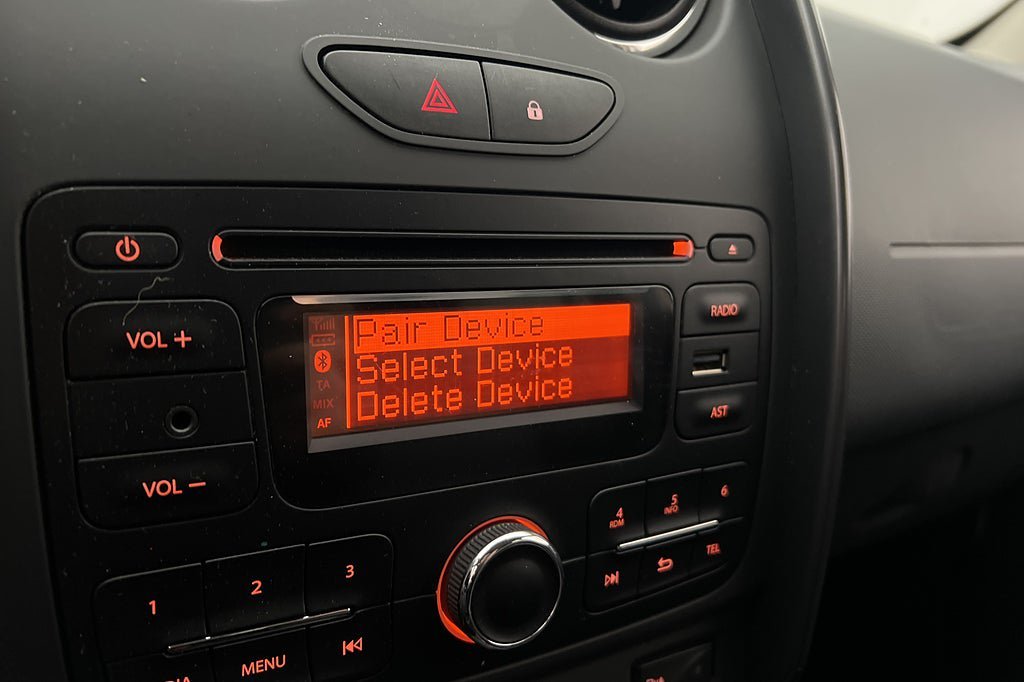 RADIO
VOL +
Pair Device
Select Device
TA
MIX
AF
Delete Device
AST
VOL −
4
RDM
5
INFO
6
TEL
1
2
3
MENU